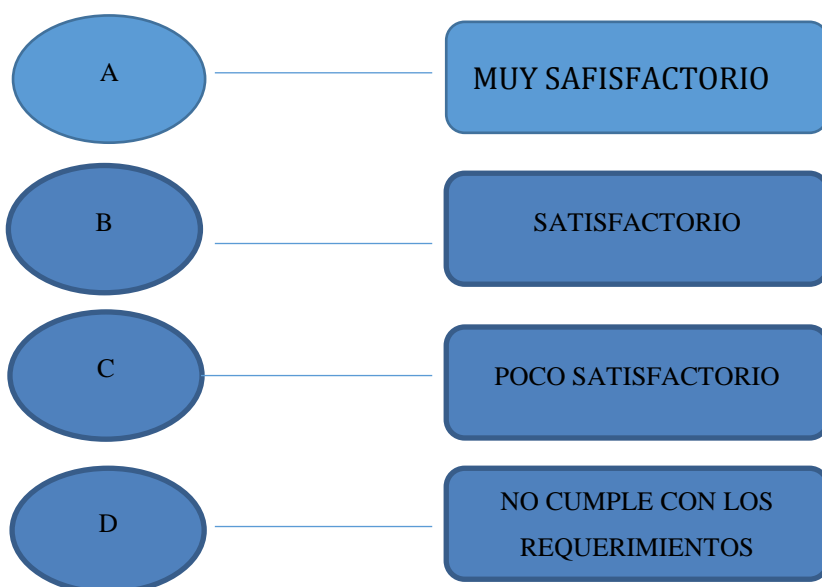 A
MUY SAFISFACTORIO
B
SATISFACTORIO
C
POCO SATISFACTORIO
D
NO CUMPLE CON LOS
REQUERIMIENTOS